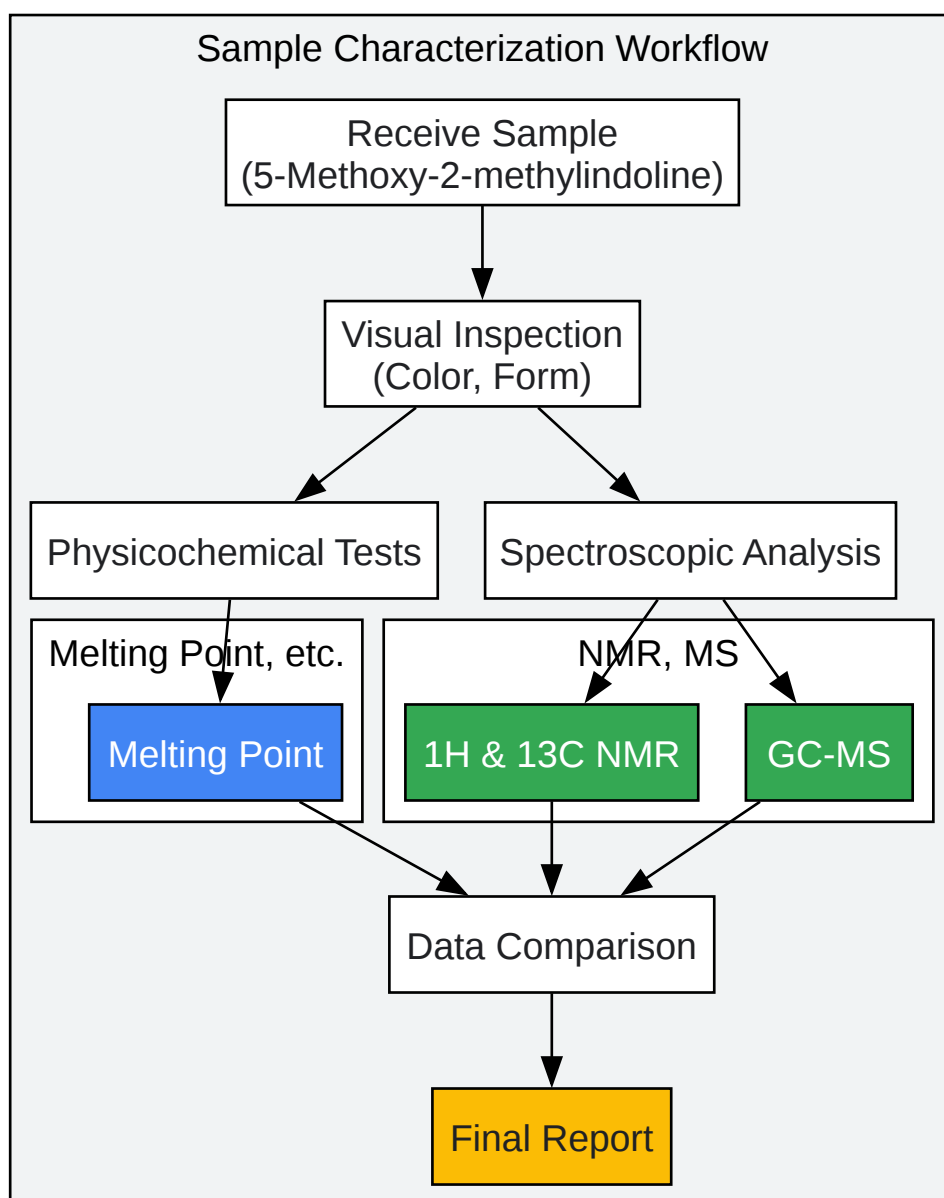 Sample Characterization Workflow
Receive Sample
(5-Methoxy-2-methylindoline)
Visual Inspection
(Color, Form)
Physicochemical Tests
Spectroscopic Analysis
Melting Point, etc.
NMR, MS
Melting Point
1H & 13C NMR
GC-MS
Data Comparison
Final Report